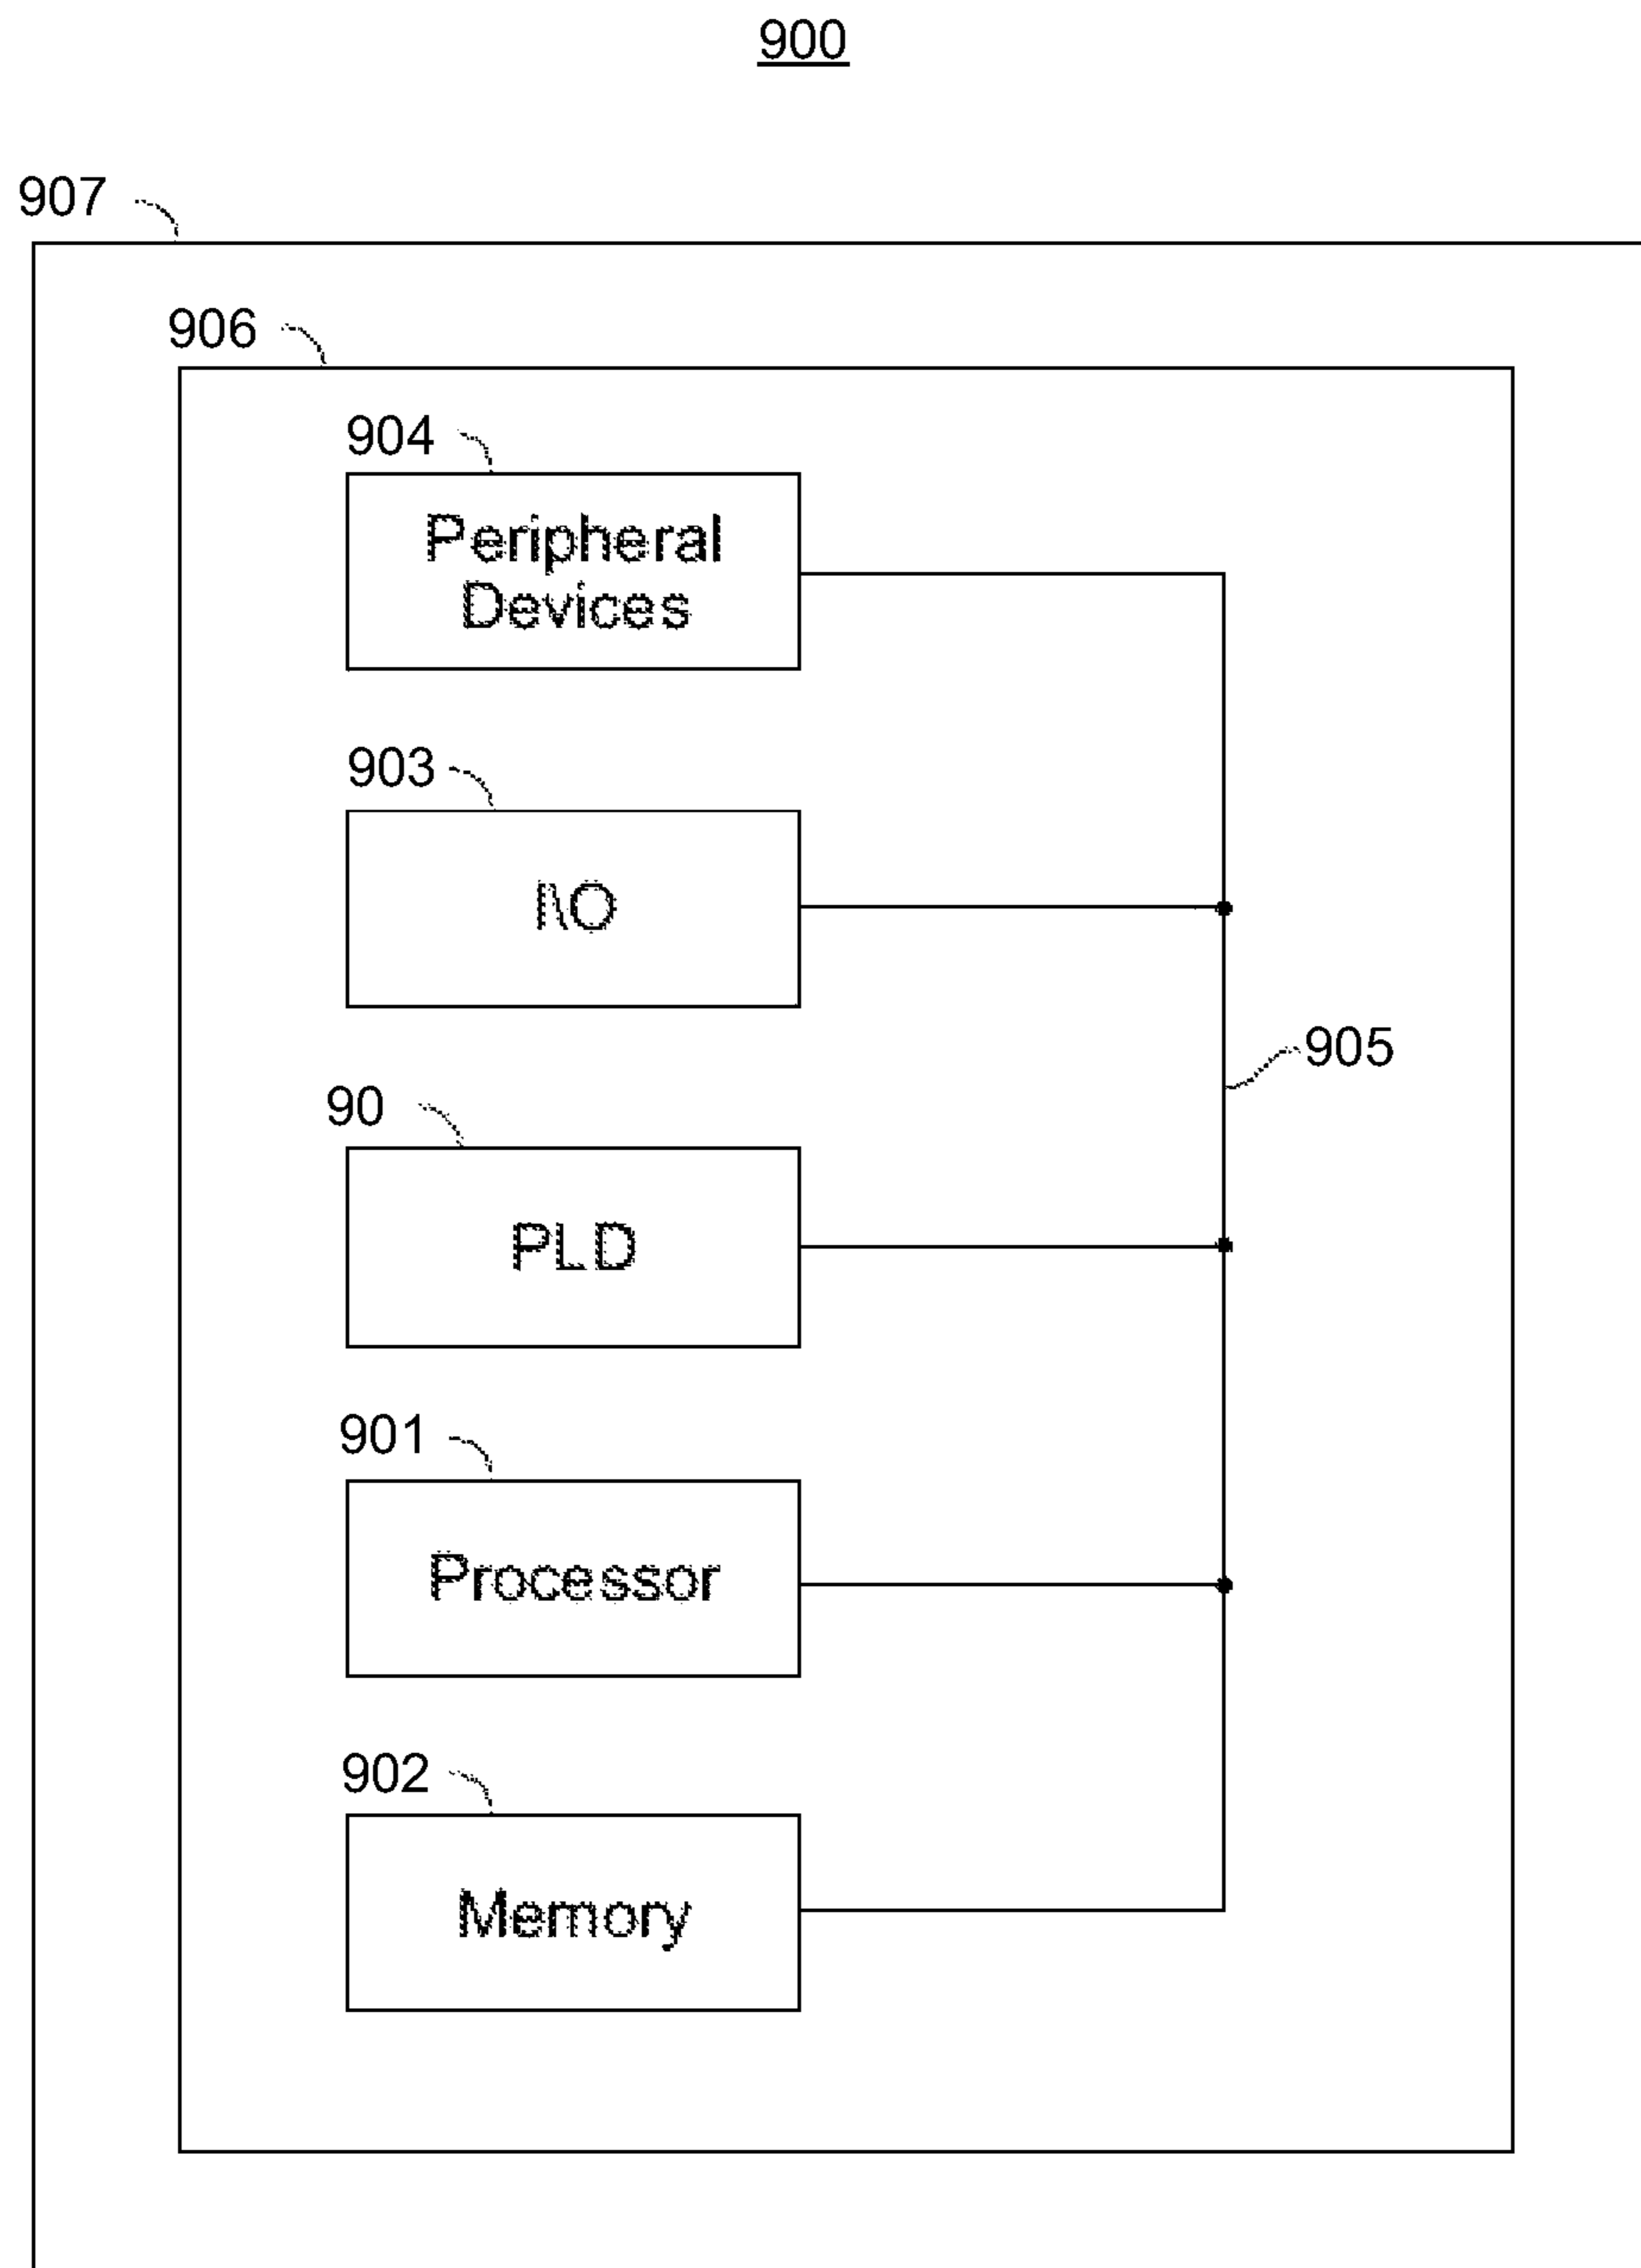 900
907
906
904
Peripheral
Devices
903
I\O
905
90
PLD
901
Processor
902
Memory